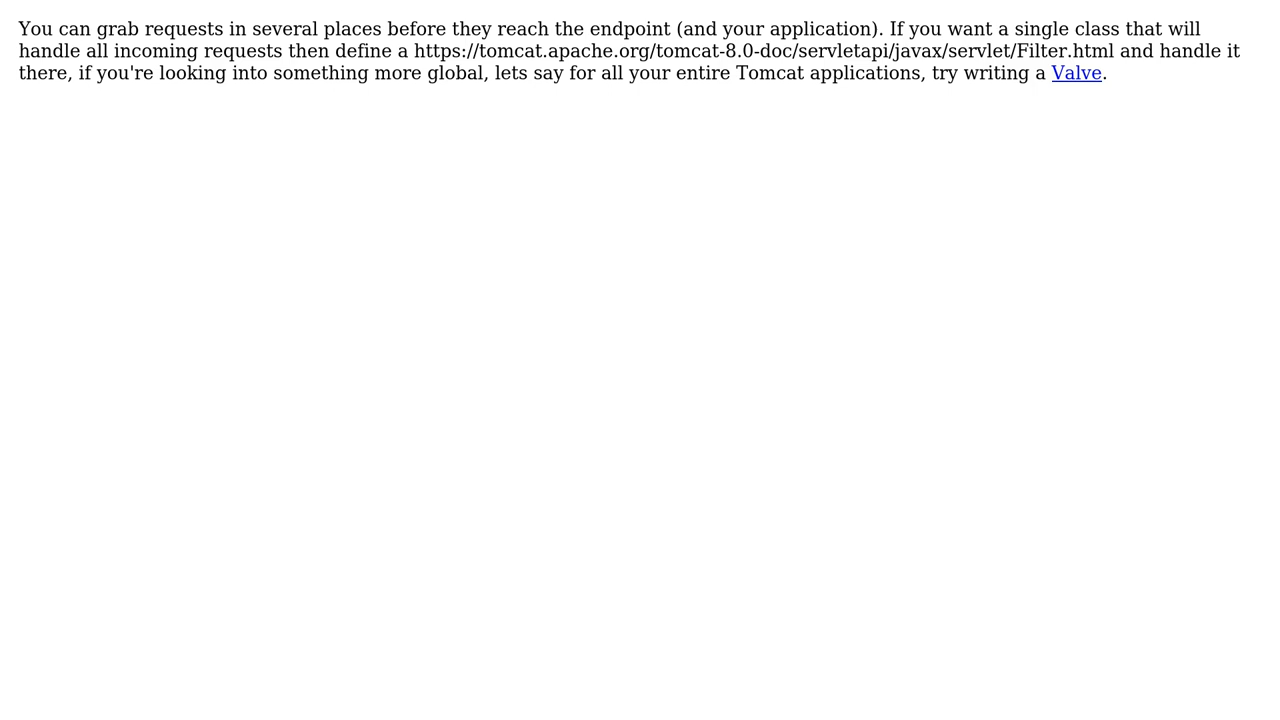 You can grab requests in several places before they reach the endpoint (and your application). If you want a single class that will
handle all incoming requests then define a https://tomcat.apache.org/tomcat-8.0-doc/servletapi/javax/servlet/Filter.html and handle it
there, if you're looking into something more global, lets say for all your entire Tomcat applications, try writing a Valve.